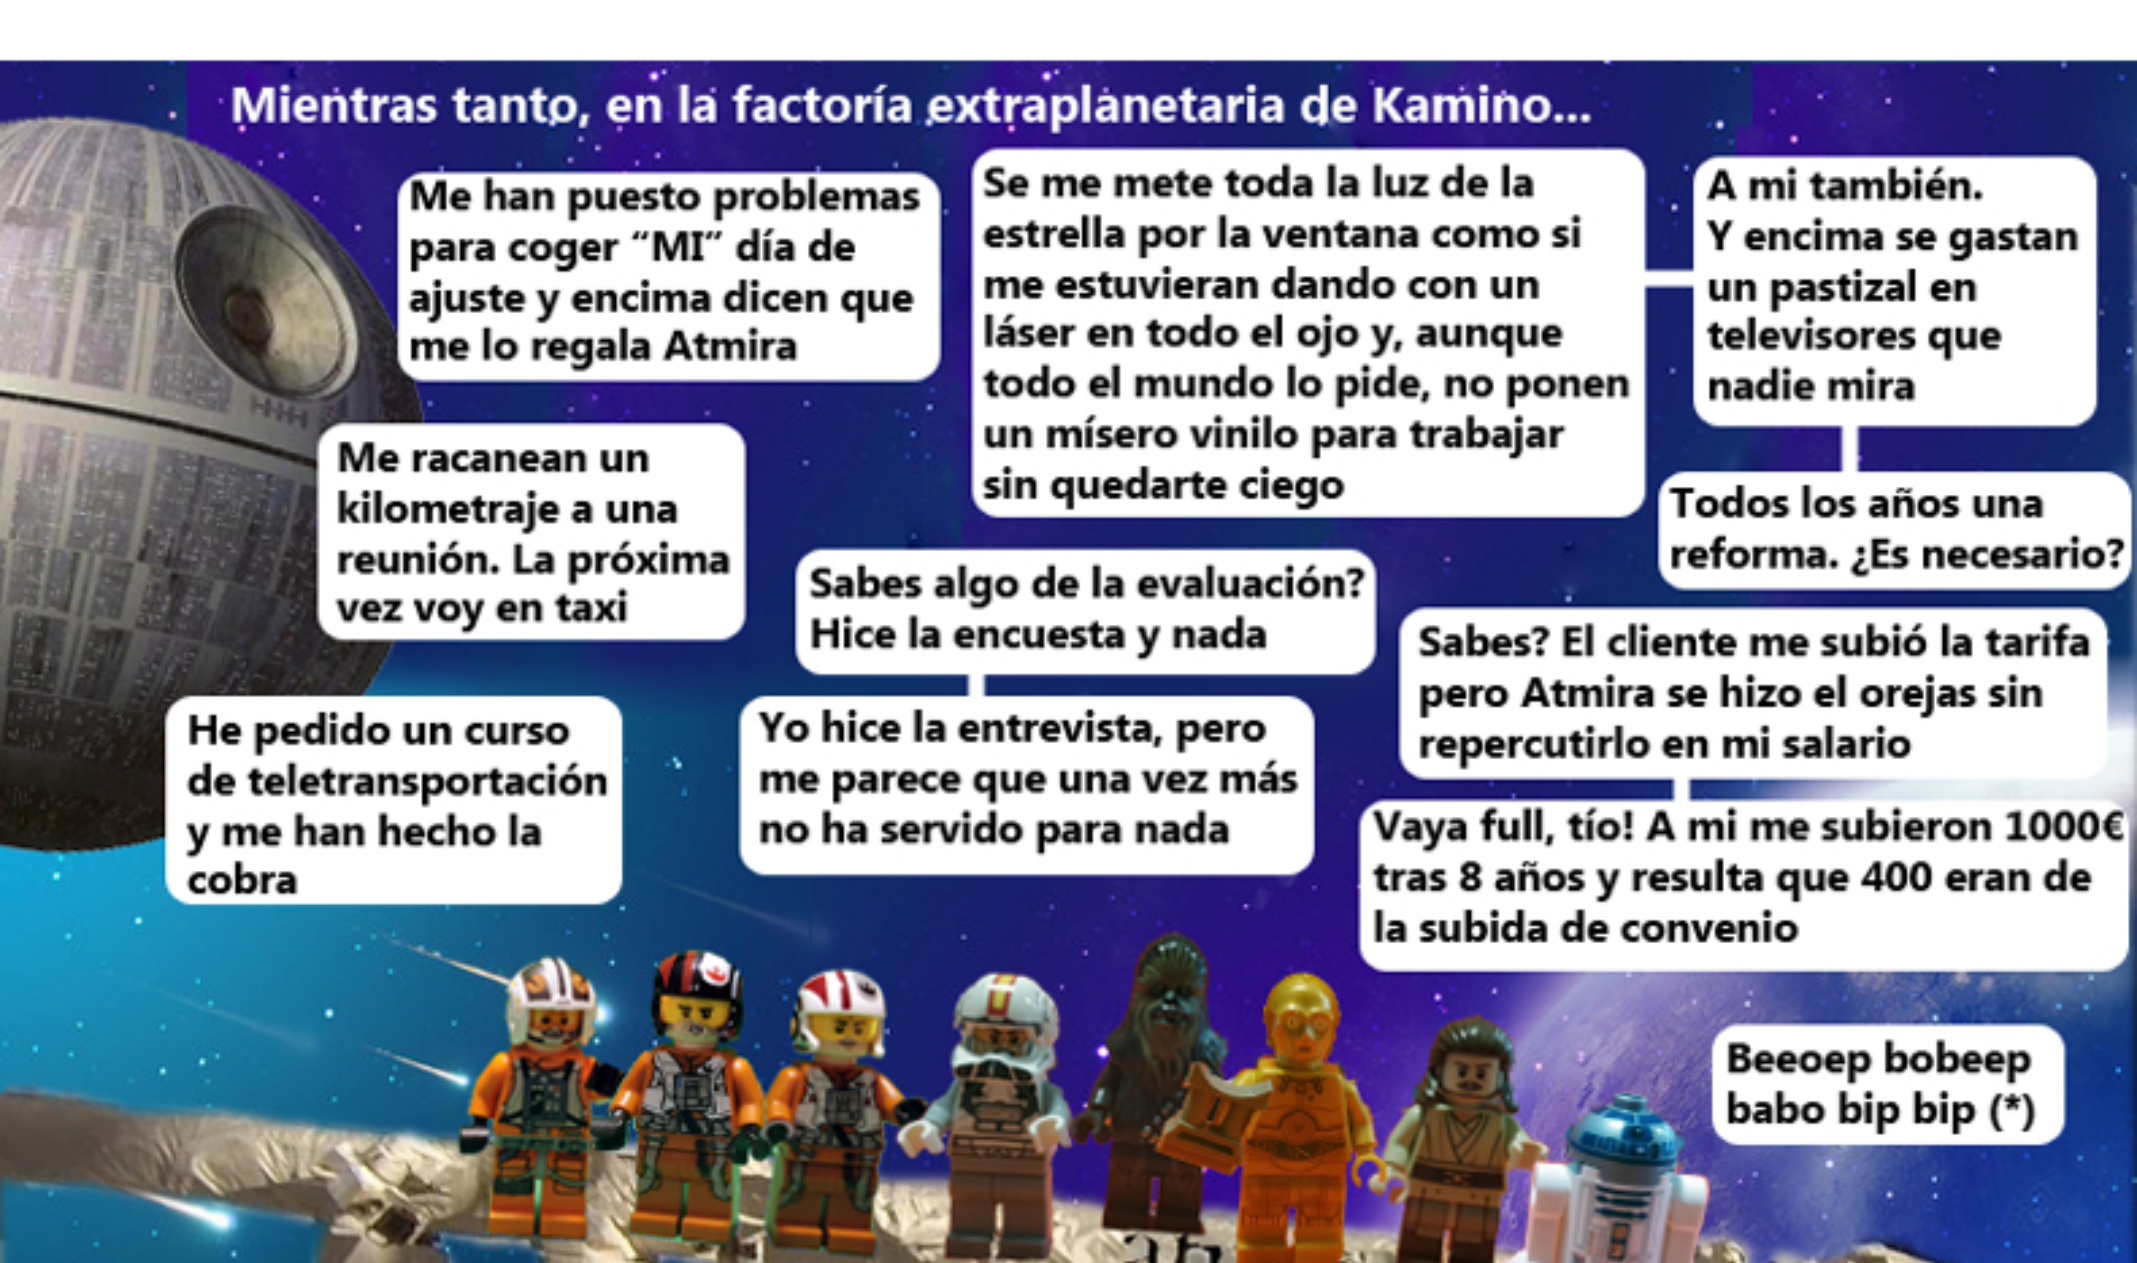 Mientras tanto, en la factoría extraplanetaria de Kamino...
Me han puesto problemas
para coger “MI” día de
ajuste y encima dicen que
me lo regala Atmira
Se me mete toda la luz de la
estrella por la ventana como si
me estuvieran dando con un
láser en todo el ojo y, aunque
todo el mundo lo pide, no ponen
un mísero vinilo para trabajar
sin quedarte ciego
A mi también.
Y encima se gastan
un pastizal en
televisores que
nadie mira
Todos los años una
reforma. ¿Es necesario?
Me racanean un
kilometraje a una
reunión. La próxima
vez voy en taxi
Sabes algo de la evaluación?
Hice la encuesta y nada
Yo hice la entrevista, pero
me parece que una vez más
no ha servido para nada
Sabes? El cliente me subió la tarifa
pero Atmira se hizo el orejas sin
repercutirlo en mi salario
Vaya full, tío! A mi me subieron 1000€
tras 8 años y resulta que 400 eran de
la subida de convenio
He pedido un curso
de teletransportación
y me han hecho la
cobra
Beeoep bobeep
babo bip bip (*)